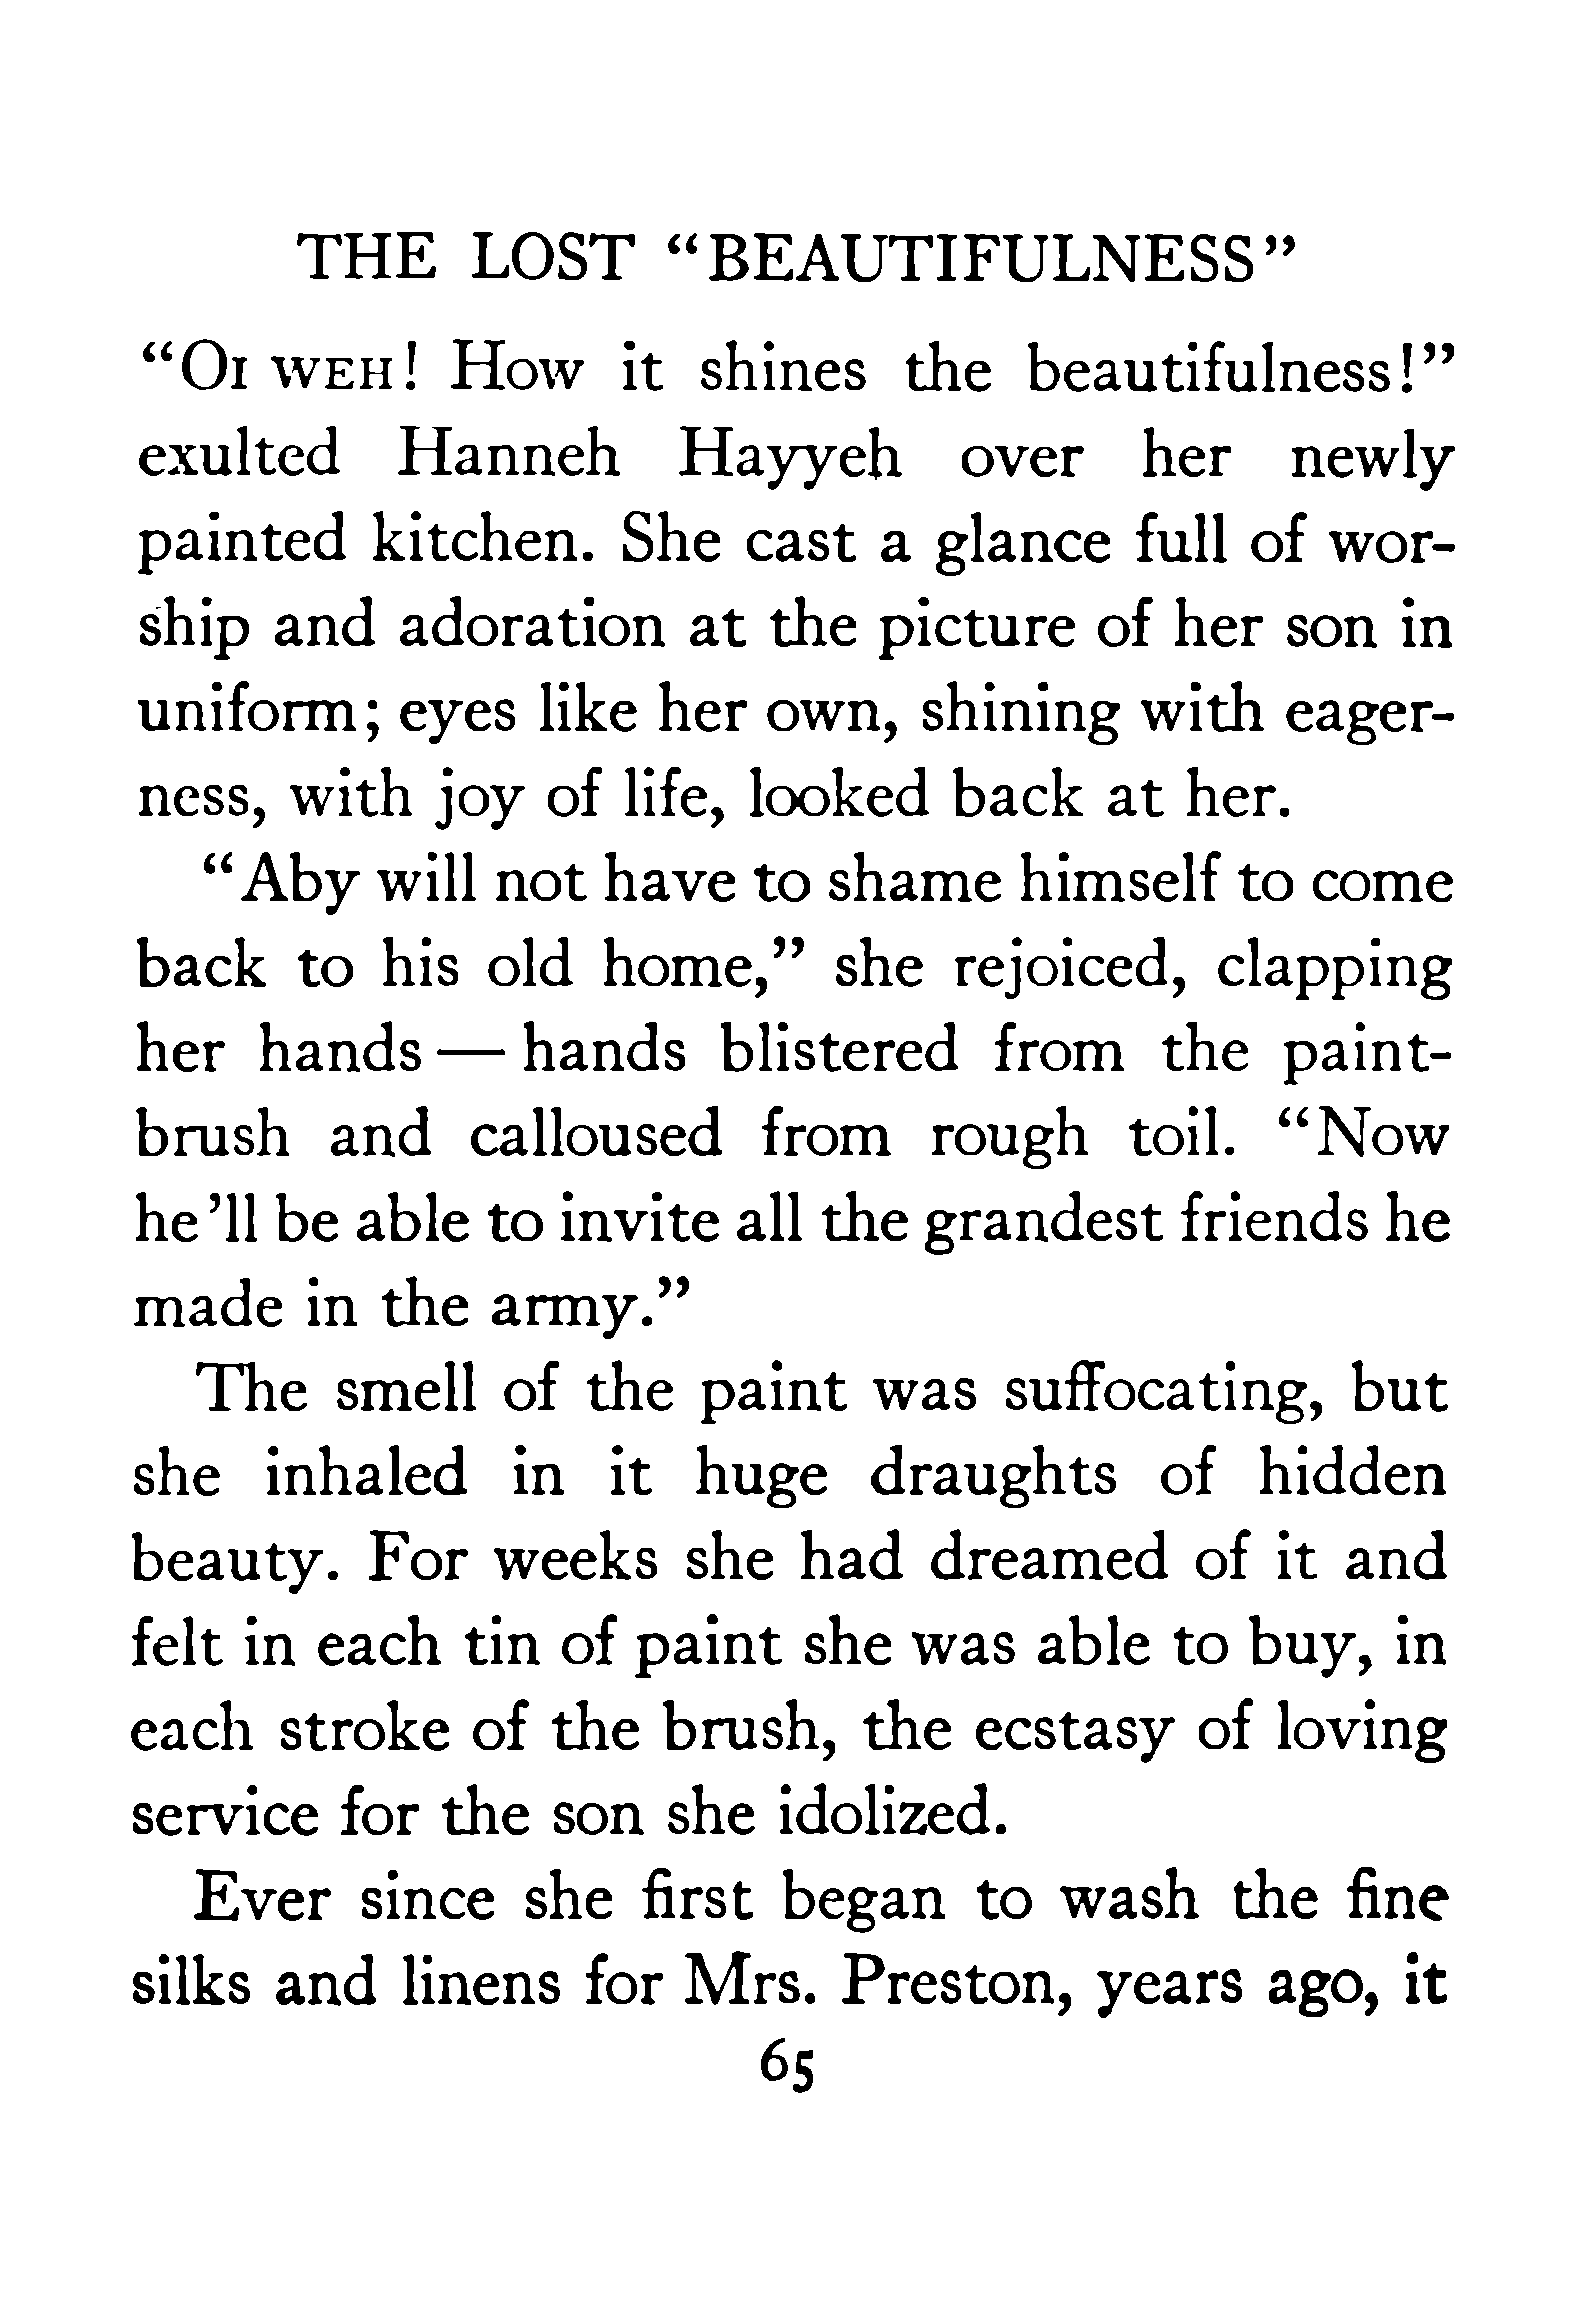 THE LOST “BEAUTIFULNESS”
“OI WEH! How it shines the beautifulness!”
exulted Hanneh Hayyeh over her newly
painted kitchen. She cast a glance full of wor-
ship and adoration at the picture of her son in
uniform; eyes like her own, shining with eager-
ness, with joy of life, looked back at her.
“Aby will not have to shame himself to come
back to his old home,” she rejoiced, clapping
her hands — hands blistered from the paint-
brush and calloused from rough toil. “Now
he'll be able to invite all the grandest friends he
made in the army.”
The smell of the paint was suffocating, but
she inhaled in it huge draughts of hidden
beauty. For weeks she had dreamed of it and
felt in each tin of paint she was able to buy, in
each stroke of the brush, the ecstasy of loving
service for the son she idolized.
Ever since she first began to wash the fine
silks and linens for Mrs. Preston, years ago, it
65